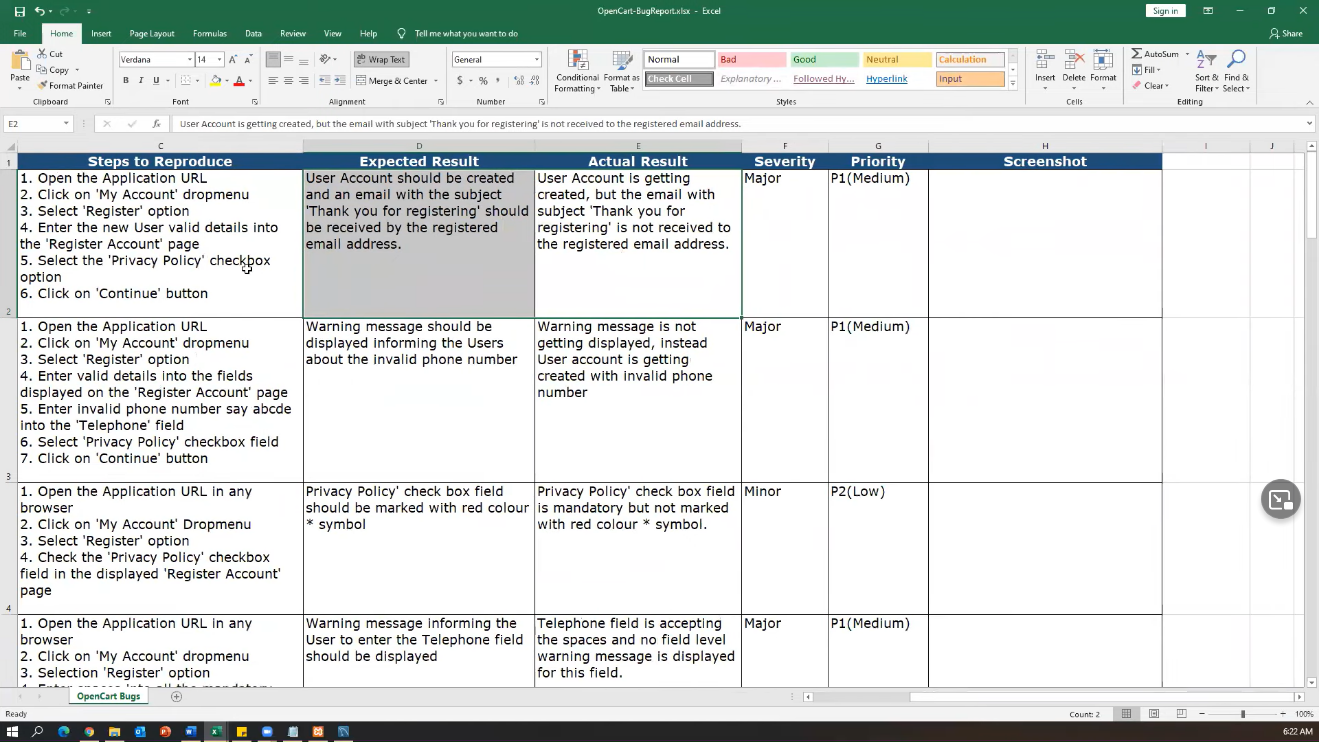 OpenCart-BugReport.xlsx - Excel
Sign in
File Home Insert Page Layout Formulas Data Review View Help Tell me what you want to do Share
Paste
Cut
Copy
Format Painter
Clipboard
Verdana 14
B I U
Font
Wrap Text
Merge & Center
Alignment
General
$ % ,
Number
Conditional Formatting
Format as Table
Normal Bad Good Neutral Calculation
Check Cell Explanatory ... Followed Hy... Hyperlink Input
Styles
Insert Delete Format
Cells
AutoSum
Fill
Clear
Sort & Filter
Find & Select
Editing
E2
fx
User Account is getting created, but the email with subject 'Thank you for registering' is not received to the registered email address.
C D E F G H I J
1 Steps to Reproduce Expected Result Actual Result Severity Priority Screenshot
2
1. Open the Application URL
2. Click on 'My Account' dropmenu
3. Select 'Register' option
4. Enter the new User valid details into
the 'Register Account' page
5. Select the 'Privacy Policy' checkbox
option
6. Click on 'Continue' button
User Account should be created
and an email with the subject
'Thank you for registering' should
be received by the registered
email address.
User Account is getting
created, but the email with
subject 'Thank you for
registering' is not received to
the registered email address.
Major
P1(Medium)
3
1. Open the Application URL
2. Click on 'My Account' dropmenu
3. Select 'Register' option
4. Enter valid details into the fields
displayed on the 'Register Account' page
5. Enter invalid phone number say abcde
into the 'Telephone' field
6. Select 'Privacy Policy' checkbox field
7. Click on 'Continue' button
Warning message should be
displayed informing the Users
about the invalid phone number
Warning message is not
getting displayed, instead
User account is getting
created with invalid phone
number
Major
P1(Medium)
4
1. Open the Application URL in any
browser
2. Click on 'My Account' Dropmenu
3. Select 'Register' option
4. Check the 'Privacy Policy' checkbox
field in the displayed 'Register Account'
page
Privacy Policy' check box field
should be marked with red colour
* symbol
Privacy Policy' check box field
is mandatory but not marked
with red colour * symbol.
Minor
P2(Low)
1. Open the Application URL in any
browser
2. Click on 'My Account' dropmenu
3. Selection 'Register' option
4. Enter spaces into all the mandatory
Warning message informing the
User to enter the Telephone field
should be displayed
Telephone field is accepting
the spaces and no field level
warning message is displayed
for this field.
Major
P1(Medium)
OpenCart Bugs
Ready
Count: 2
100%
6:22 AM